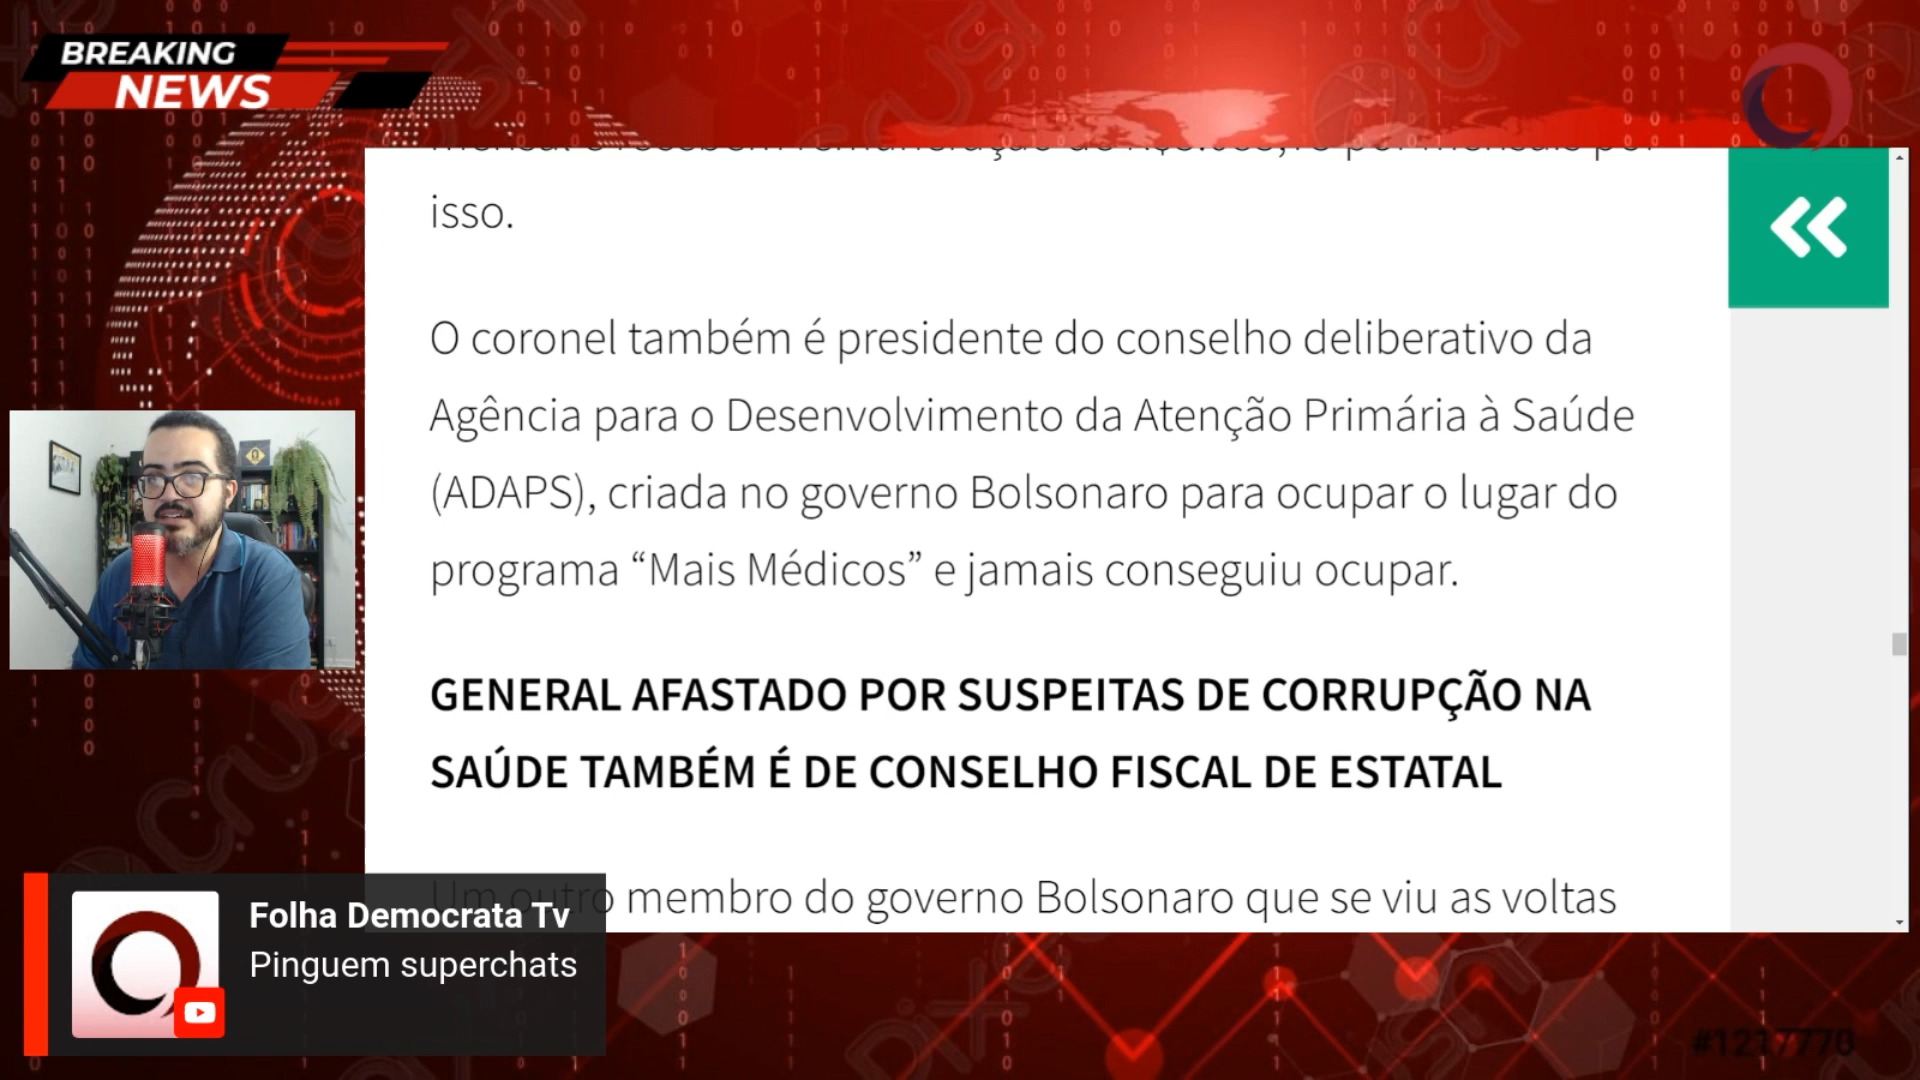 BREAKING
NEWS
isso.
O coronel também é presidente do conselho deliberativo da
Agência para o Desenvolvimento da Atenção Primária à Saúde
(ADAPS), criada no governo Bolsonaro para ocupar o lugar do
programa “Mais Médicos” e jamais conseguiu ocupar.
GENERAL AFASTADO POR SUSPEITAS DE CORRUPÇÃO NA
SAÚDE TAMBÉM É DE CONSELHO FISCAL DE ESTATAL
Um outro membro do governo Bolsonaro que se viu as voltas
Folha Democrata Tv
Pinguem superchats
#1217770